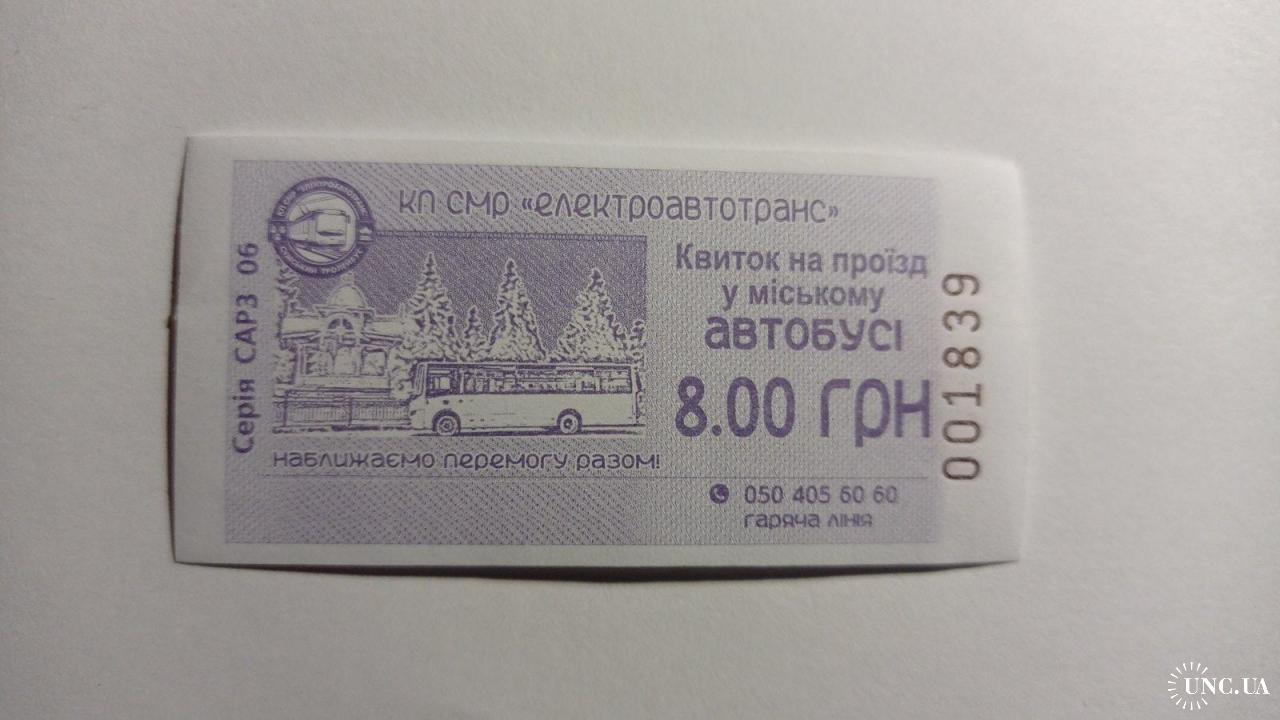 КП СМР «ЕЛЕКТРОАВТОТРАНС»
Квиток на проїзд
у міському
АВТОБУСІ
8.00 ГРН
Серія САРЗ 06
НАБЛИЖАЄМО ПЕРЕМОГУ РАЗОМ!
050 405 60 60
ГАРЯЧА ЛІНІЯ
001839
UNC.UA